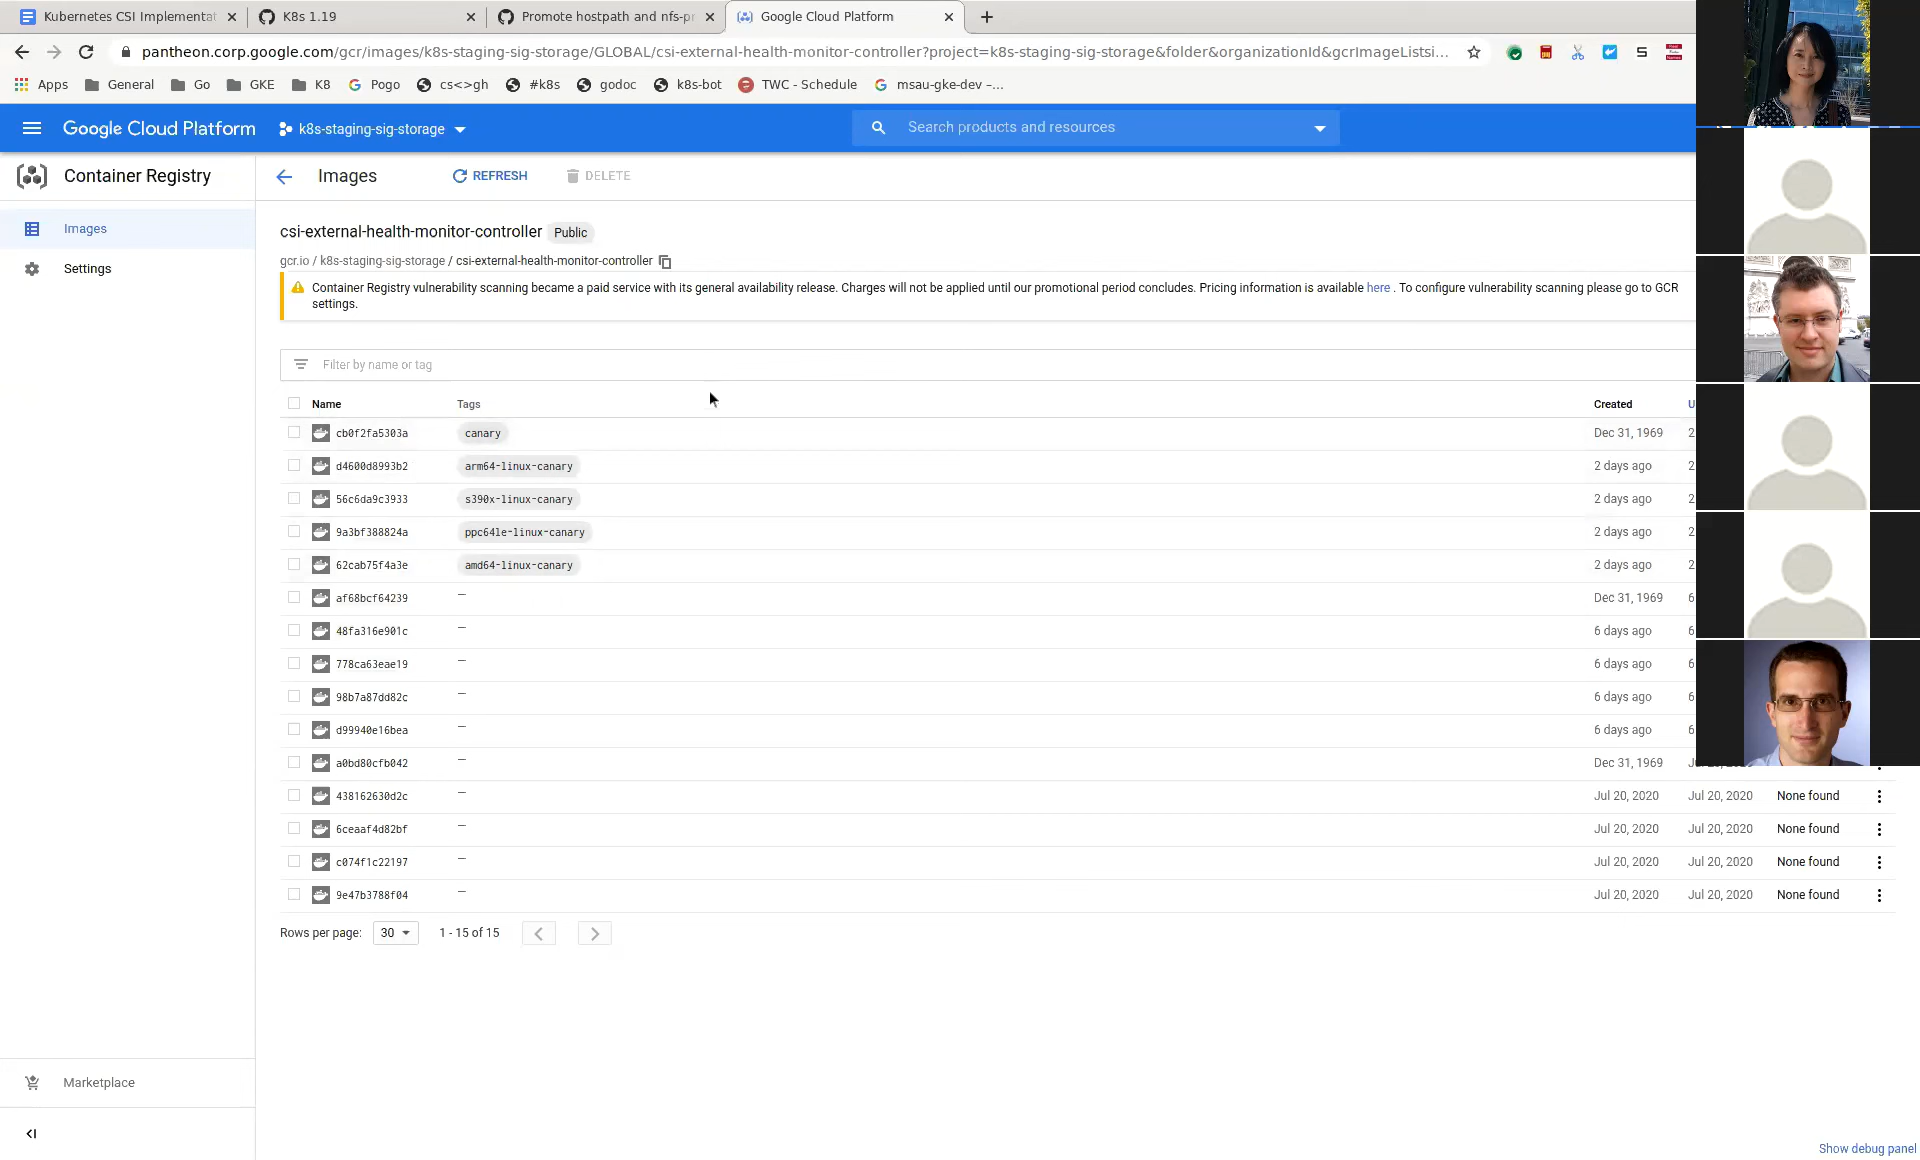 Kubernetes CSI Implementat
K8s 1.19
Promote hostpath and nfs-pr
Google Cloud Platform
pantheon.corp.google.com/gcr/images/k8s-staging-sig-storage/GLOBAL/csi-external-health-monitor-controller?project=k8s-staging-sig-storage&folder&organizationId&gcrImageListsi...
Apps General Go GKE K8 Pogo cs<>gh #k8s godoc k8s-bot TWC - Schedule msau-gke-dev –...
Google Cloud Platform k8s-staging-sig-storage Search products and resources
Container Registry Images REFRESH DELETE
Images
Settings
csi-external-health-monitor-controller Public
gcr.io / k8s-staging-sig-storage / csi-external-health-monitor-controller
Container Registry vulnerability scanning became a paid service with its general availability release. Charges will not be applied until our promotional period concludes. Pricing information is available here . To configure vulnerability scanning please go to GCR
settings.
Filter by name or tag
Name Tags Created U
cb0f2fa5303a canary Dec 31, 1969 2
d4600d8993b2 arm64-linux-canary 2 days ago 2
56c6da9c3933 s390x-linux-canary 2 days ago 2
9a3bf388824a ppc64le-linux-canary 2 days ago 2
62cab75f4a3e amd64-linux-canary 2 days ago 2
af68bcf64239 — Dec 31, 1969 6
48fa316e901c — 6 days ago 6
778ca63eae19 — 6 days ago 6
98b7a87dd82c — 6 days ago 6
d99940e16bea — 6 days ago 6
a0bd80cfb042 — Dec 31, 1969
438162630d2c — Jul 20, 2020 Jul 20, 2020 None found
6ceaaf4d82bf — Jul 20, 2020 Jul 20, 2020 None found
c074f1c22197 — Jul 20, 2020 Jul 20, 2020 None found
9e47b3788f04 — Jul 20, 2020 Jul 20, 2020 None found
Rows per page: 30 1 - 15 of 15
Marketplace
Show debug panel